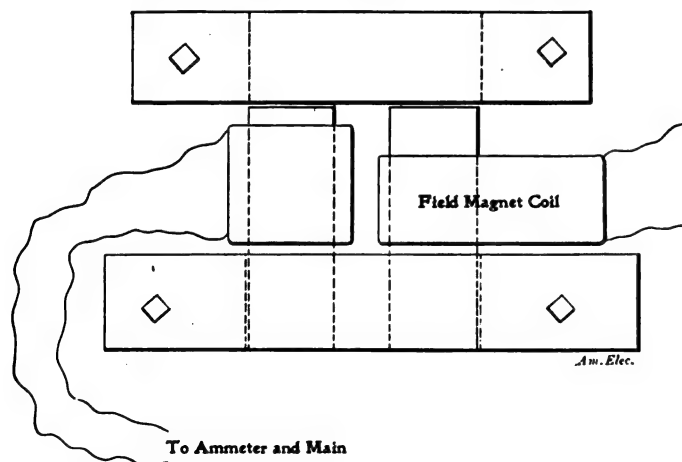 Field Magnet Coil
Am. Elec.
To Ammeter and Main